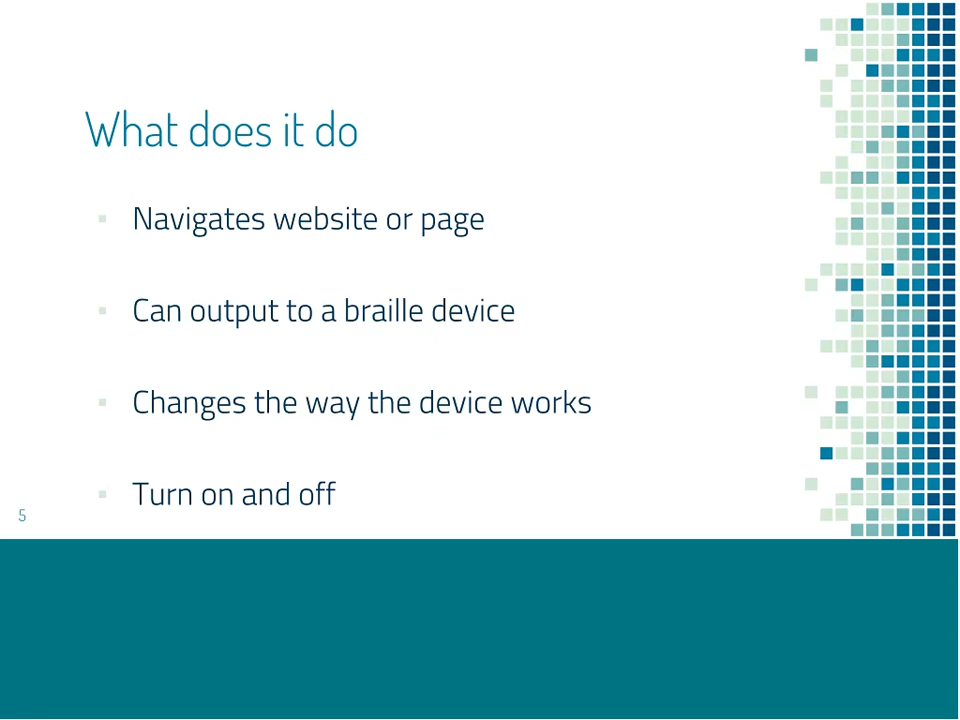 What does it do
Navigates website or page
Can output to a braille device
Changes the way the device works
Turn on and off
5